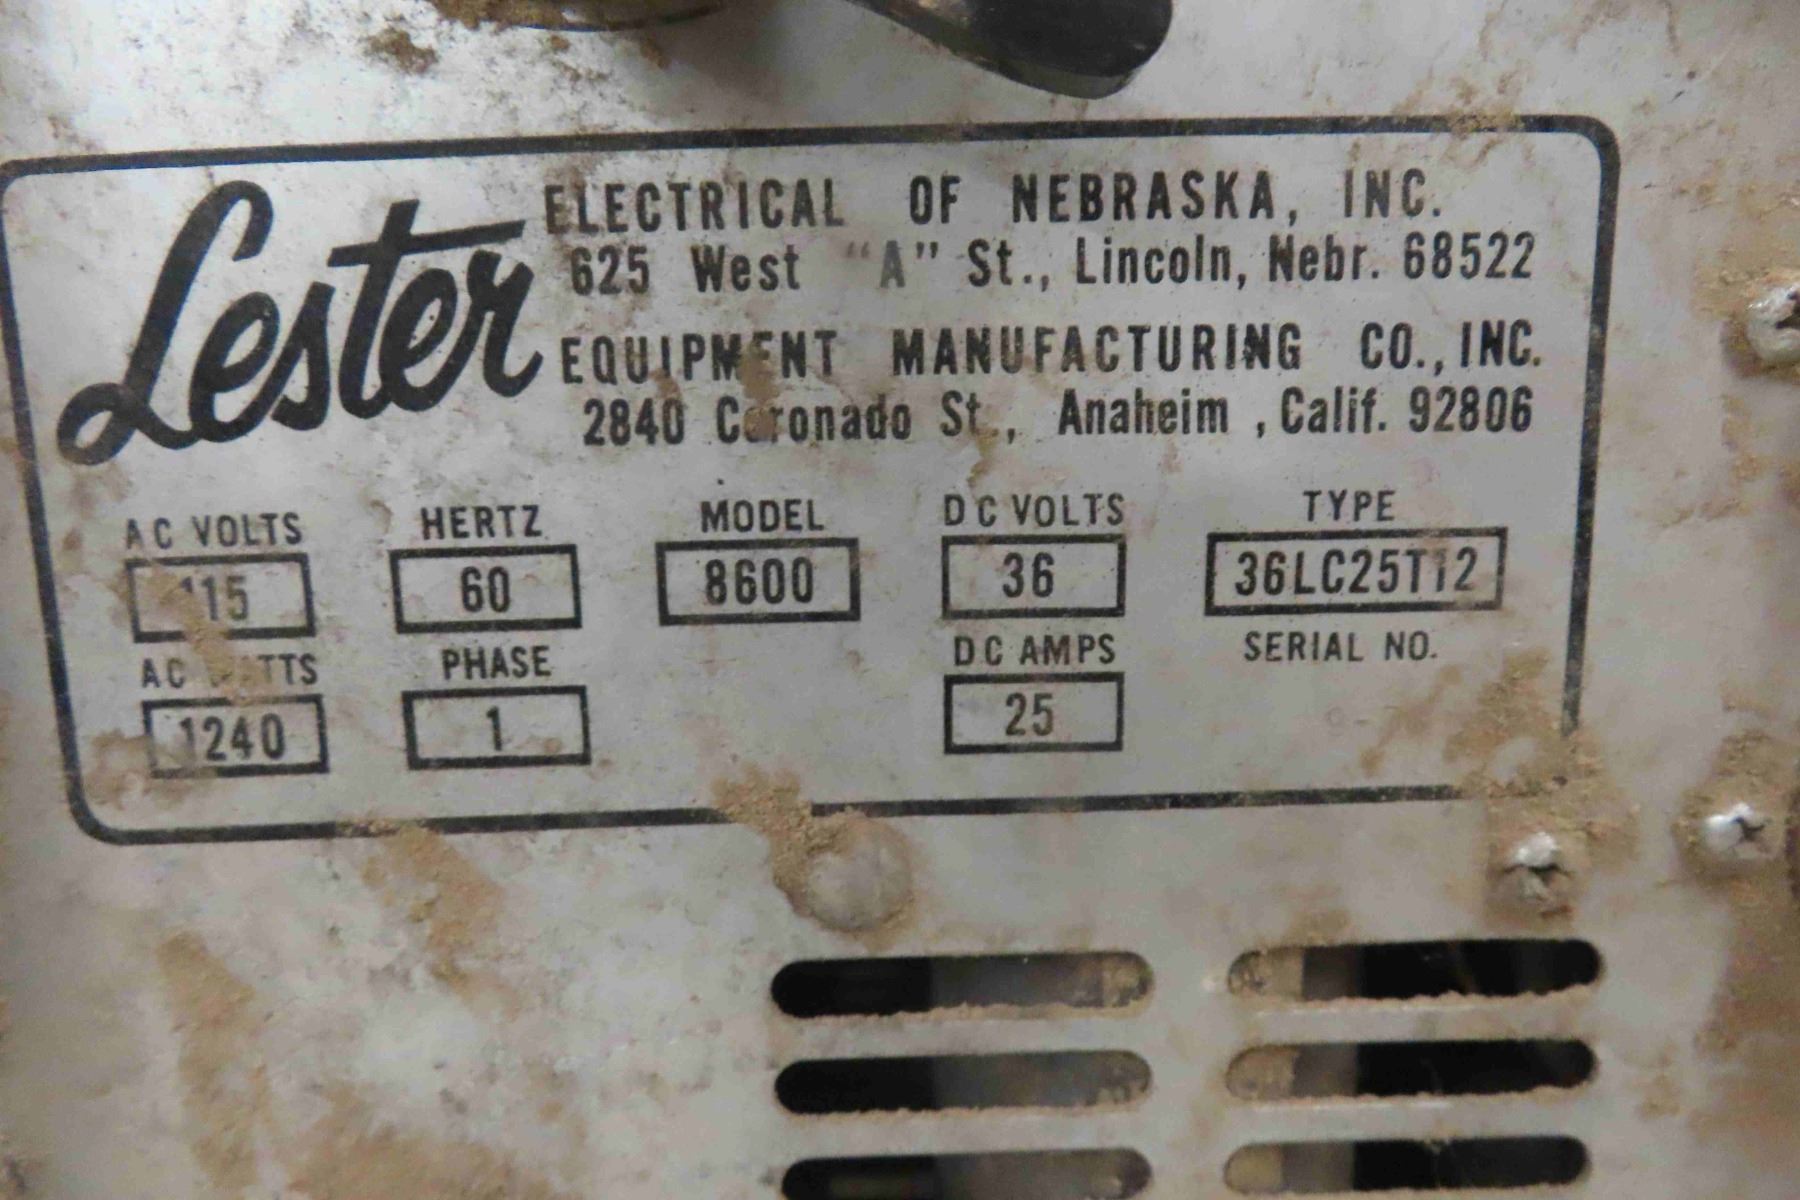 Lester ELECTRICAL OF NEBRASKA, INC.
625 West "A" St., Lincoln, Nebr. 68522
EQUIPMENT MANUFACTURING CO., INC.
2840 Coronado St., Anaheim, Calif. 92806
AC VOLTS HERTZ MODEL DC VOLTS TYPE
115 60 8600 36 36LC25T12
AC WATTS PHASE DC AMPS SERIAL NO.
1240 1 25